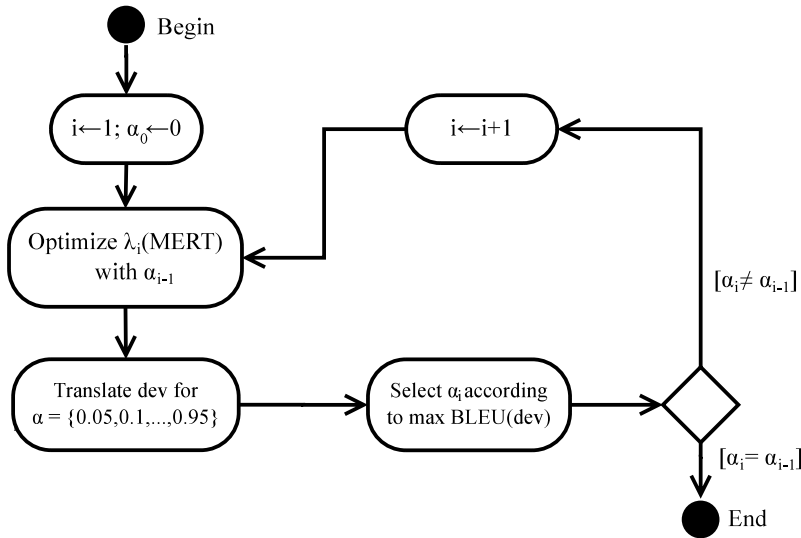 Begin
i←1; α₀←0
i←i+1
Optimize λᵢ(MERT)
with αᵢ₋₁
[αᵢ≠ αᵢ₋₁]
Translate dev for
α = {0.05,0.1,...,0.95}
Select αᵢ according
to max BLEU(dev)
[αᵢ= αᵢ₋₁]
End